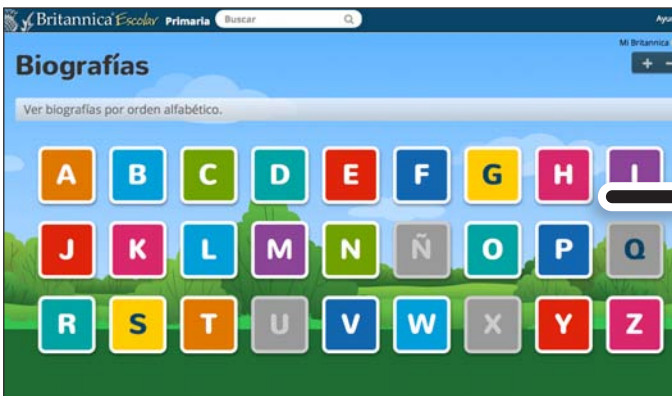 Britannica Escolar Primaria Buscar
Mi Britannica
Biografías
+ -
Ver biografías por orden alfabético.
A B C D E F G H I
J K L M N Ñ O P Q
R S T U V W X Y Z